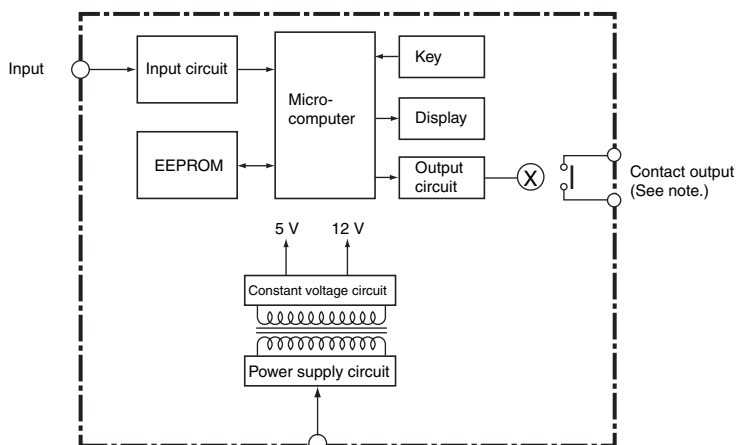 Input
Input circuit
Micro-
computer
Key
Display
EEPROM
Output
circuit
X
Contact output
(See note.)
5 V
12 V
Constant voltage circuit
Power supply circuit